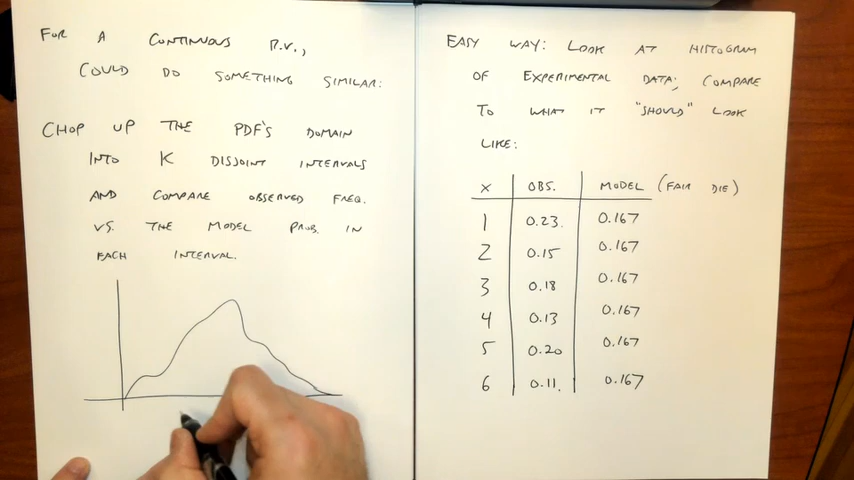 FOR A CONTINUOUS R.V.,
COULD DO SOMETHING SIMILAR:
CHOP UP THE PDF'S DOMAIN
INTO K DISJOINT INTERVALS
AND COMPARE OBSERVED FREQ.
VS. THE MODEL PROB. IN
EACH INTERVAL.
EASY WAY: LOOK AT HISTOGRAM
OF EXPERIMENTAL DATA; COMPARE
TO WHAT IT "SHOULD" LOOK
LIKE:
X OBS. MODEL (FAIR DIE)
1 0.23 0.167
2 0.15 0.167
3 0.18 0.167
4 0.13 0.167
5 0.20 0.167
6 0.11 0.167